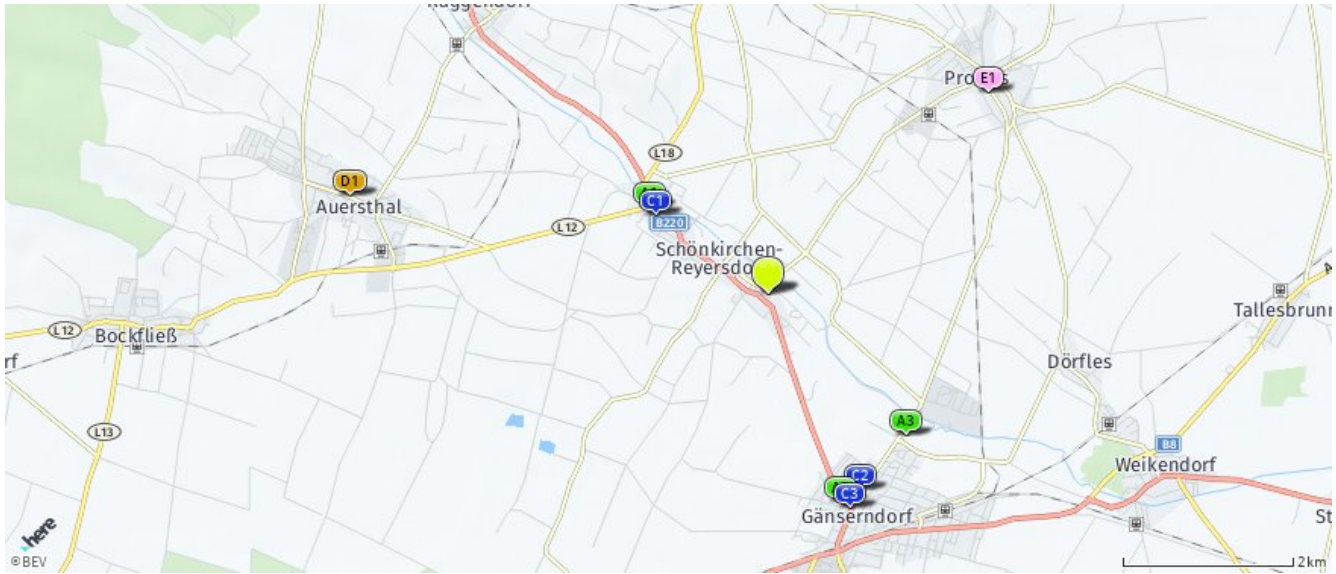 E1
L18
D1
Auersthal
C1
B220
L12
Schönkirchen-
Tallesbrunn
L12
Bockfließ
Dörfles
L13
A3
B8
C2
Weikendorf
C3
Gänserndorf
here
©BEV
2km